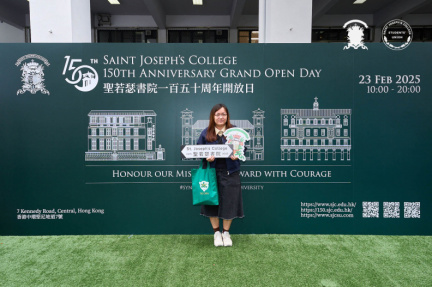 150TH
SAINT JOSEPH'S COLLEGE
150TH ANNIVERSARY GRAND OPEN DAY
聖若瑟書院一百五十周年開放日
23 FEB 2025
10:00 - 20:00
ST. JOSEPH'S COLLEGE
聖若瑟書院
HONOUR OUR
WARD WITH COURAGE
7 Kennedy Road, Central, Hong Kong
香港中環堅尼地道7號
https://www.sjc.edu.hk/
https://150.sjc.edu.hk/
https://www.sjcsu.com/